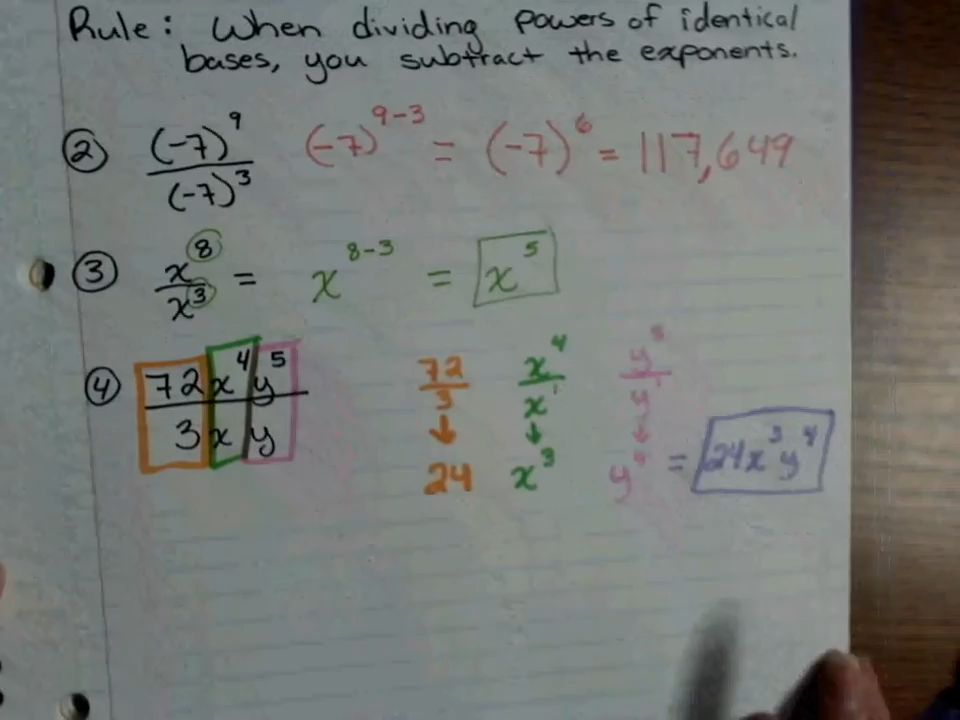 Rule: When dividing powers of identical
bases, you subtract the exponents.
② (-7)^9 / (-7)^3 (-7)^{9-3} = (-7)^6 = 117,649
③ x^8 / x^3 = x^{8-3} = x^5
④ 72x^4y^5 / 3xy 72/3 ↓ 24 x^4/x^1 ↓ x^3 y^5/y^1 ↓ y^4 = 24x^3y^4